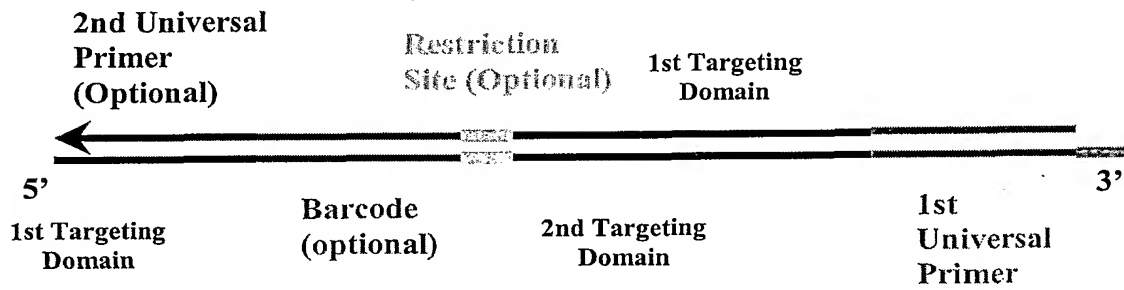 2nd Universal
Primer
(Optional)
Restriction
Site (Optional)
1st Targeting
Domain
5’
3’
1st Targeting
Domain
Barcode
(optional)
2nd Targeting
Domain
1st
Universal
Primer